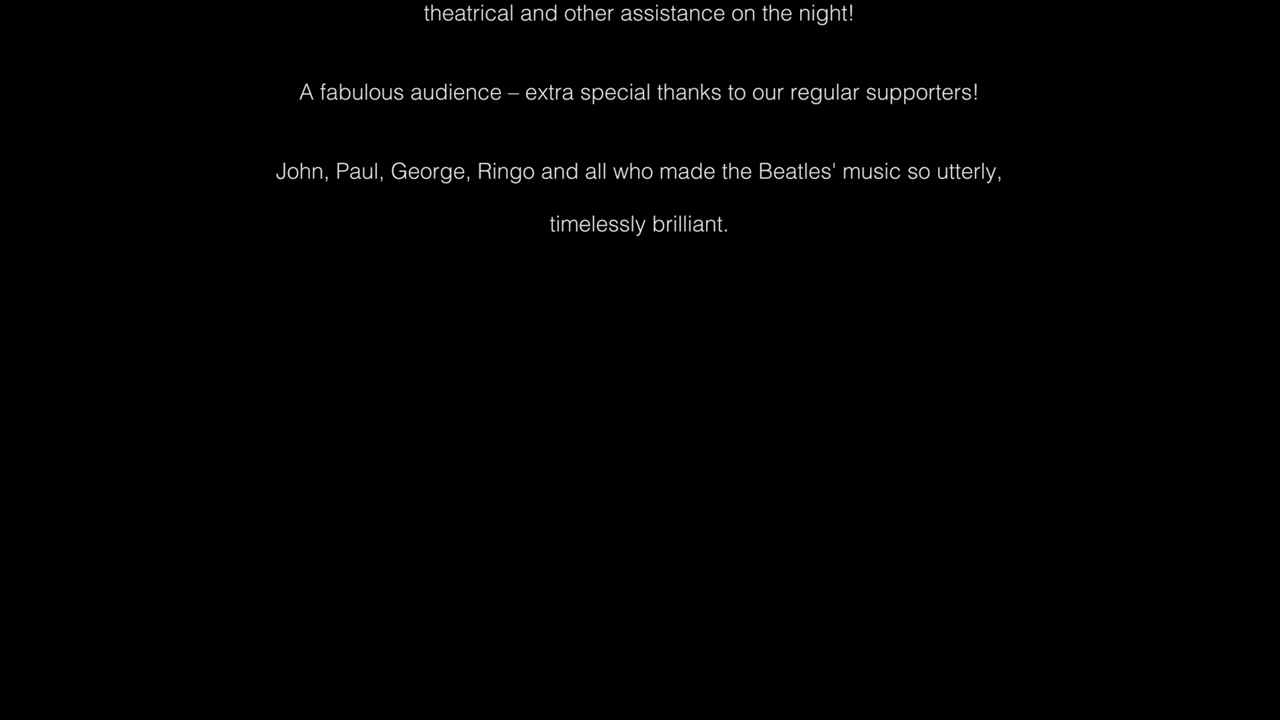 theatrical and other assistance on the night!
A fabulous audience – extra special thanks to our regular supporters!
John, Paul, George, Ringo and all who made the Beatles' music so utterly,
timelessly brilliant.